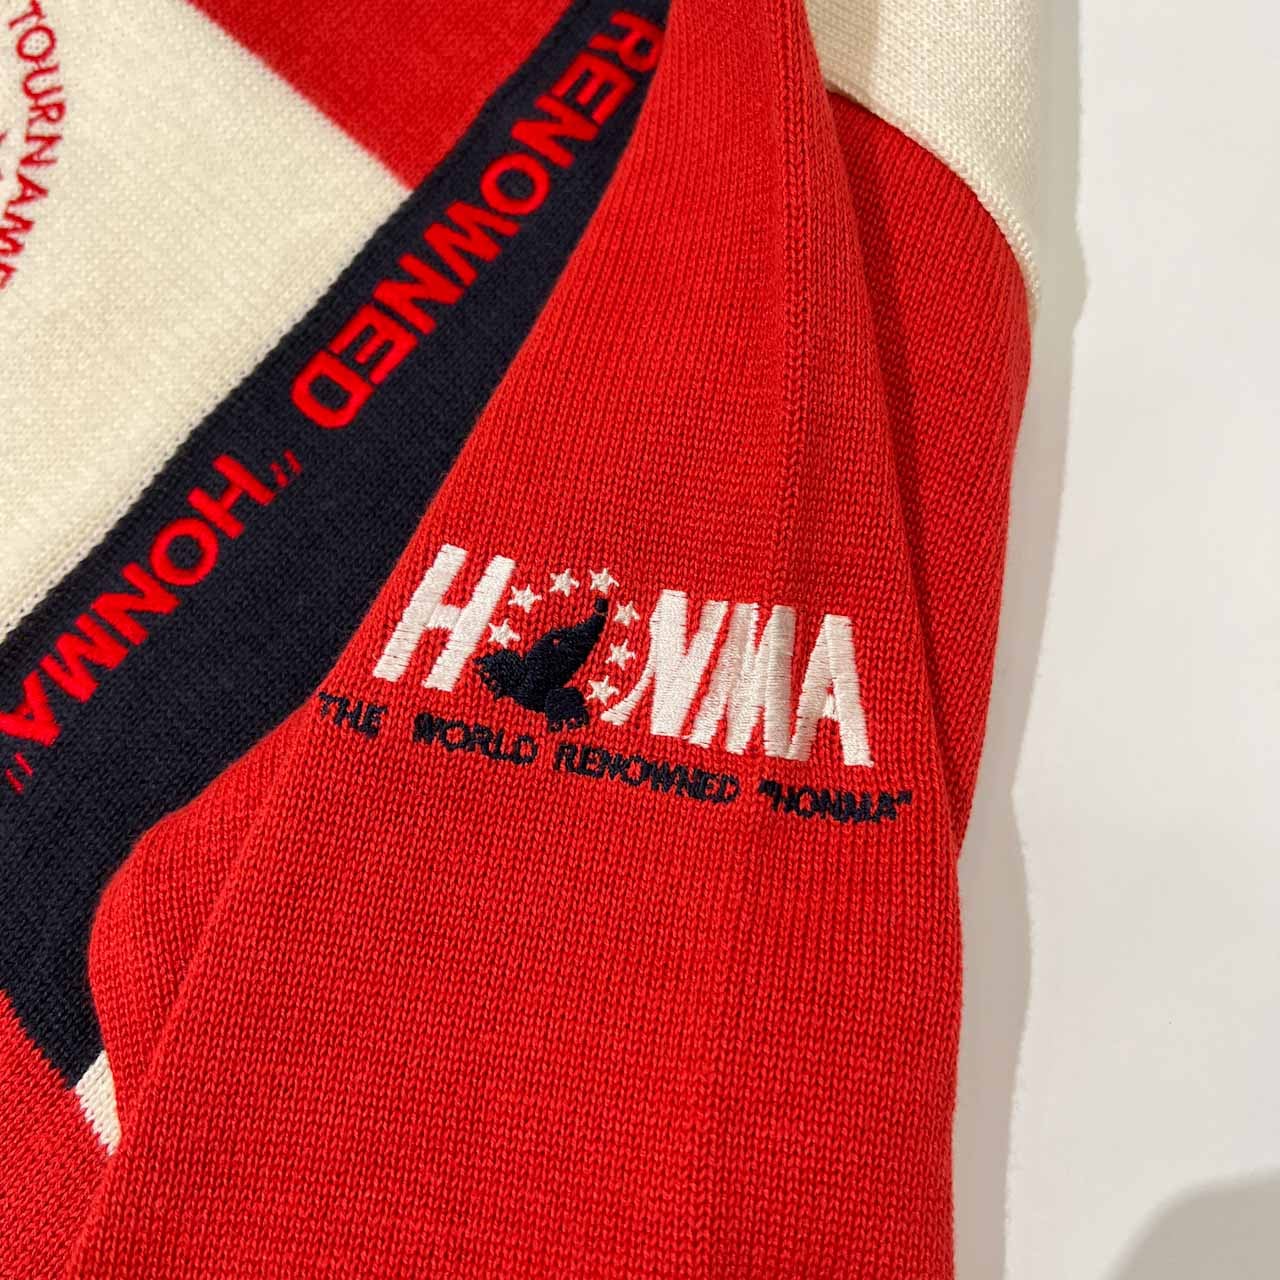 TOURNAME
RENOWNED "HONMA"
HONMA
THE WORLD RENOWNED "HONMA"